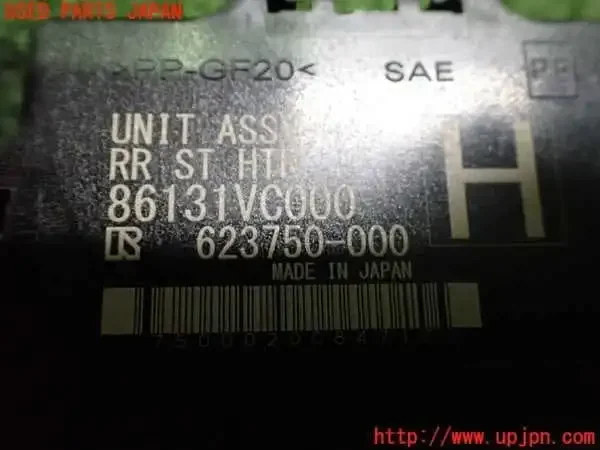 USED PARTS JAPAN
>PP-GF20< SAE
UNIT ASSY
RR ST HTR
86131VC000
623750-000
H
MADE IN JAPAN
http://www.upjpn.com